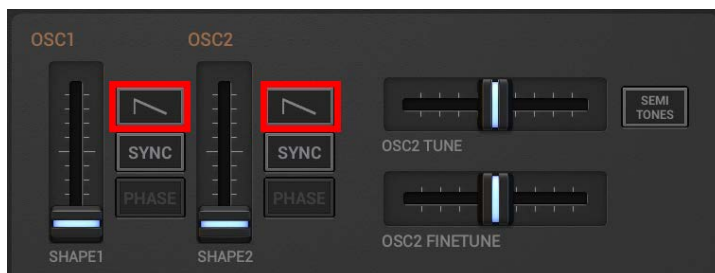 OSC1
OSC2
SEMI
TONES
SYNC
SYNC
OSC2 TUNE
PHASE
PHASE
OSC2 FINETUNE
SHAPE1
SHAPE2